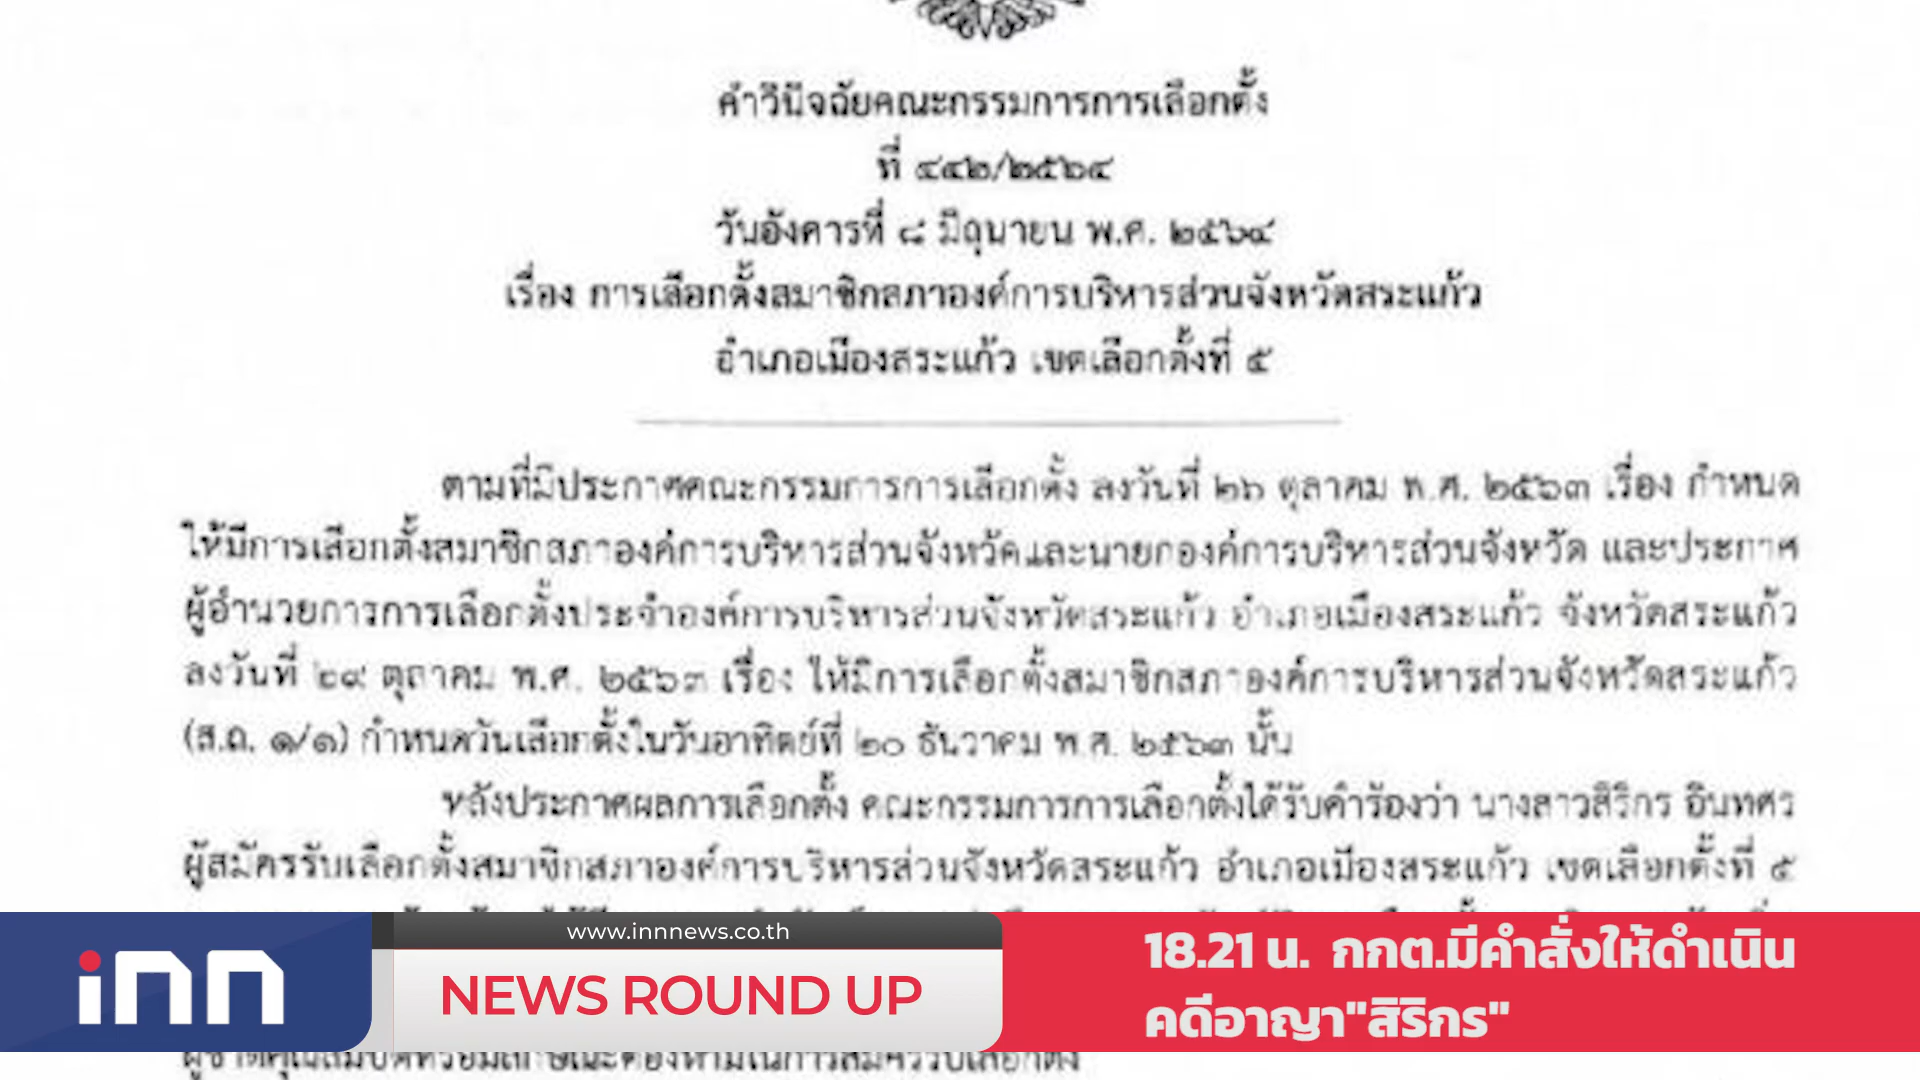 คำวินิจฉัยคณะกรรมการการเลือกตั้ง
ที่ ๔๔๒/๒๕๖๔
วันอังคารที่ ๘ มิถุนายน พ.ศ. ๒๕๖๔
เรื่อง การเลือกตั้งสมาชิกสภาองค์การบริหารส่วนจังหวัดสระแก้ว
อำเภอเมืองสระแก้ว เขตเลือกตั้งที่ ๕
ตามที่มีประกาศคณะกรรมการการเลือกตั้ง ลงวันที่ ๒๖ ตุลาคม พ.ศ. ๒๕๖๓ เรื่อง กำหนด
ให้มีการเลือกตั้งสมาชิกสภาองค์การบริหารส่วนจังหวัดและนายกองค์การบริหารส่วนจังหวัด และประกาศ
ผู้อำนวยการการเลือกตั้งประจำองค์การบริหารส่วนจังหวัดสระแก้ว อำเภอเมืองสระแก้ว จังหวัดสระแก้ว
ลงวันที่ ๒๙ ตุลาคม พ.ศ. ๒๕๖๓ เรื่อง ให้มีการเลือกตั้งสมาชิกสภาองค์การบริหารส่วนจังหวัดสระแก้ว
(ส.ถ. ๑/๑) กำหนดวันเลือกตั้งในวันอาทิตย์ที่ ๒๐ ธันวาคม พ.ศ. ๒๕๖๓ นั้น
หลังประกาศผลการเลือกตั้ง คณะกรรมการการเลือกตั้งได้รับคำร้องว่า นางสาวสิริกร อินทศร
ผู้สมัครรับเลือกตั้งสมาชิกสภาองค์การบริหารส่วนจังหวัดสระแก้ว อำเภอเมืองสระแก้ว เขตเลือกตั้งที่ ๕
www.innnews.co.th
inn
NEWS ROUND UP
18.21 น. กกต.มีคำสั่งให้ดำเนิน
คดีอาญา"สิริกร"